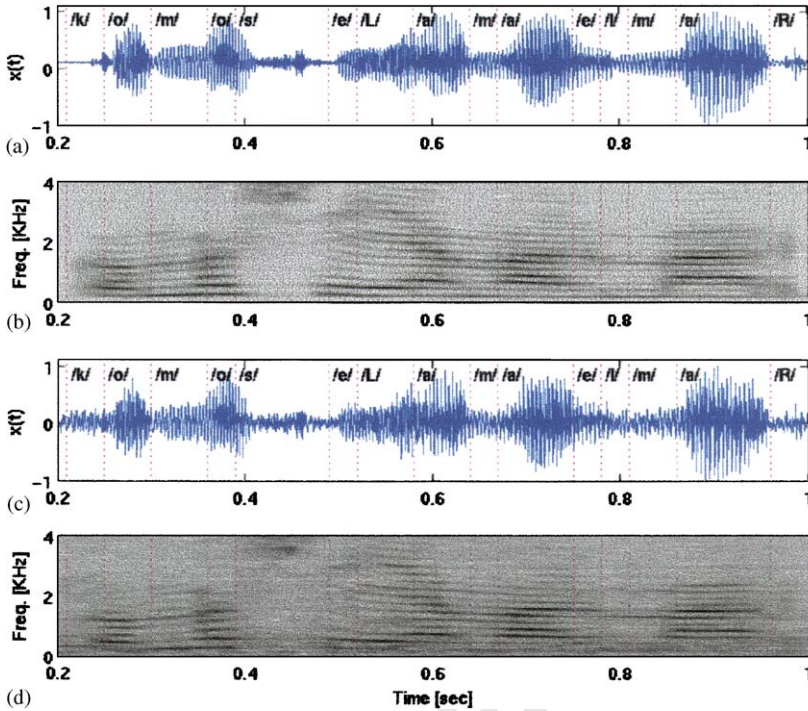 /k/ /o/ /m/ /o/ /s/ /e/ /L/ /a/ /m/ /a/ /e/ /l/ /m/ /a/ /R/
1
x(t)
0
−1
0.2 0.4 0.6 0.8 1
(a)
4
Freq. [KHz]
2
0
0.2 0.4 0.6 0.8 1
(b)
/k/ /o/ /m/ /o/ /s/ /e/ /L/ /a/ /m/ /a/ /e/ /l/ /m/ /a/ /R/
1
x(t)
0
−1
0.2 0.4 0.6 0.8 1
(c)
4
Freq. [KHz]
2
0
0.2 0.4 0.6 0.8 1
(d)
Time [sec]